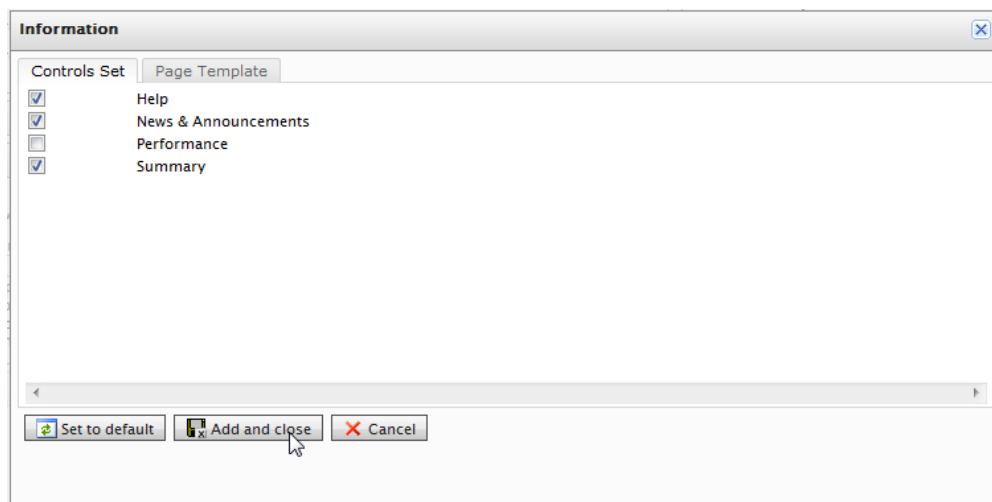 Information
Controls Set Page Template
Help
News & Announcements
Performance
Summary
Set to default Add and close Cancel